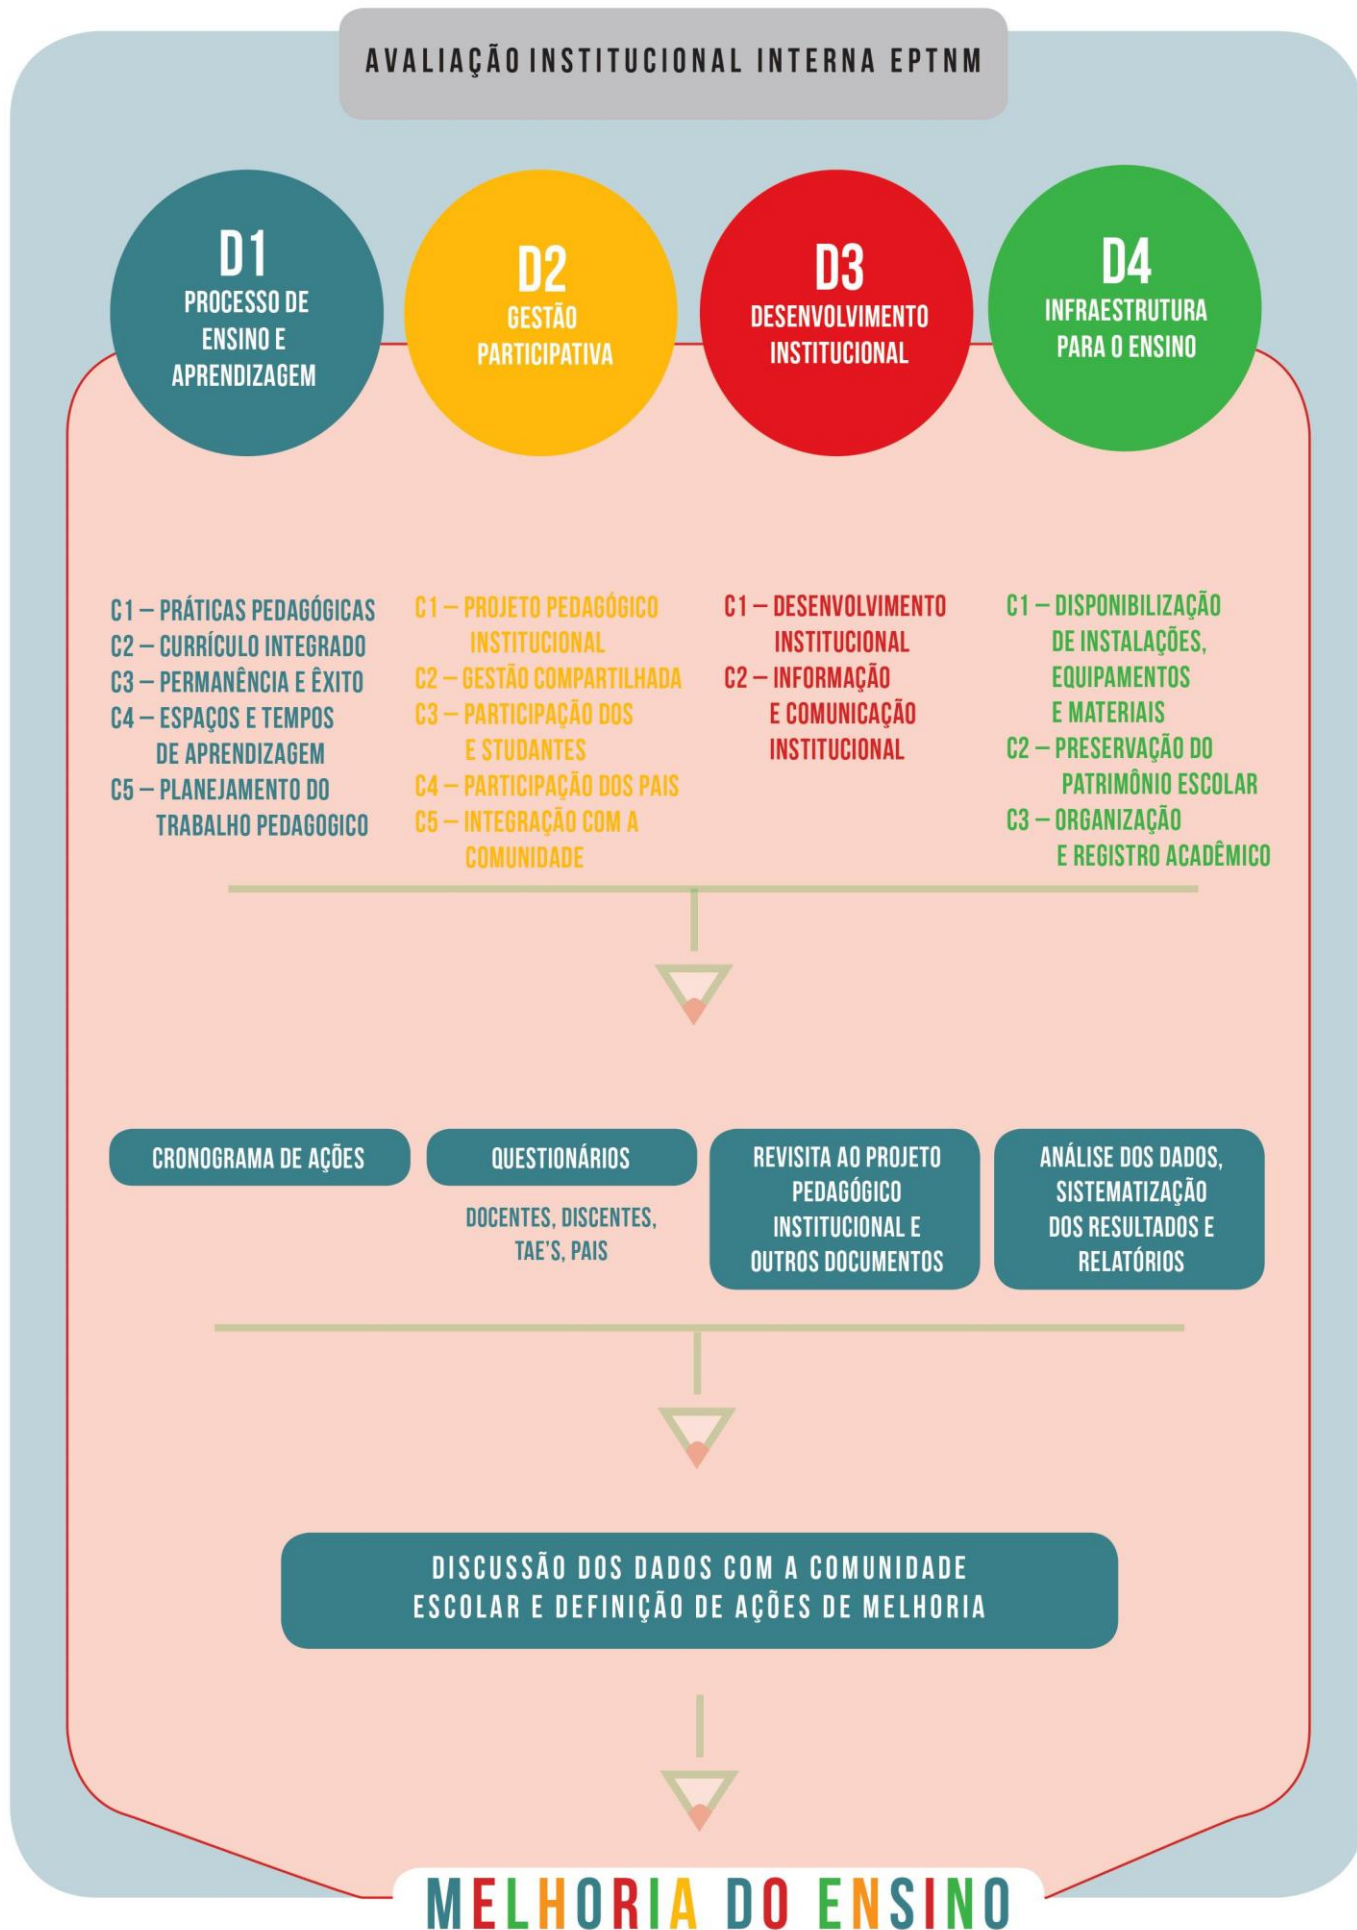 AVALIAÇÃO INSTITUCIONAL INTERNA EPTNM
D1
PROCESSO DE
ENSINO E
APRENDIZAGEM
D2
GESTÃO
PARTICIPATIVA
D3
DESENVOLVIMENTO
INSTITUCIONAL
D4
INFRAESTRUTURA
PARA O ENSINO
C1 – PRÁTICAS PEDAGÓGICAS
C2 – CURRÍCULO INTEGRADO
C3 – PERMANÊNCIA E ÊXITO
C4 – ESPAÇOS E TEMPOS
DE APRENDIZAGEM
C5 – PLANEJAMENTO DO
TRABALHO PEDAGOGICO
C1 – PROJETO PEDAGÓGICO
INSTITUCIONAL
C2 – GESTÃO COMPARTILHADA
C3 – PARTICIPAÇÃO DOS
E STUDANTES
C4 – PARTICIPAÇÃO DOS PAIS
C5 – INTEGRAÇÃO COM A
COMUNIDADE
C1 – DESENVOLVIMENTO
INSTITUCIONAL
C2 – INFORMAÇÃO
E COMUNICAÇÃO
INSTITUCIONAL
C1 – DISPONIBILIZAÇÃO
DE INSTALAÇÕES,
EQUIPAMENTOS
E MATERIAIS
C2 – PRESERVAÇÃO DO
PATRIMÔNIO ESCOLAR
C3 – ORGANIZAÇÃO
E REGISTRO ACADÊMICO
CRONOGRAMA DE AÇÕES
QUESTIONÁRIOS
DOCENTES, DISCENTES,
TAE'S, PAIS
REVISITA AO PROJETO
PEDAGÓGICO
INSTITUCIONAL E
OUTROS DOCUMENTOS
ANÁLISE DOS DADOS,
SISTEMATIZAÇÃO
DOS RESULTADOS E
RELATÓRIOS
DISCUSSÃO DOS DADOS COM A COMUNIDADE
ESCOLAR E DEFINIÇÃO DE AÇÕES DE MELHORIA
MELHORIA DO ENSINO